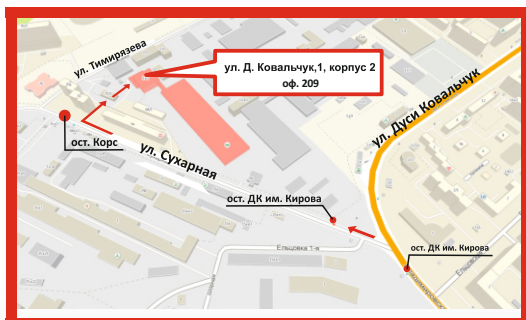 ул. Тимирязева
ул. Д. Ковальчук,1, корпус 2
оф. 209
ул. Дуси Ковальчук
ост. Корс
ул. Сухарная
ост. ДК им. Кирова
ост. ДК им. Кирова
Ельцовка 1-я